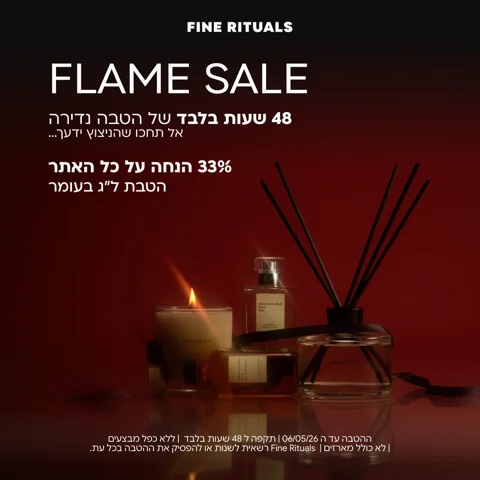 FINE RITUALS
FLAME SALE
48 שעות בלבד של הטבה נדירה
אל תחכו שהניצוץ ידעך...
33% הנחה על כל האתר
הטבת ל"ג בעומר
ההטבה עד ה 06/05/26 | תקפה ל 48 שעות בלבד | ללא כפל מבצעים
| לא כולל מארזים | Fine Rituals רשאית לשנות או להפסיק את ההטבה בכל עת.